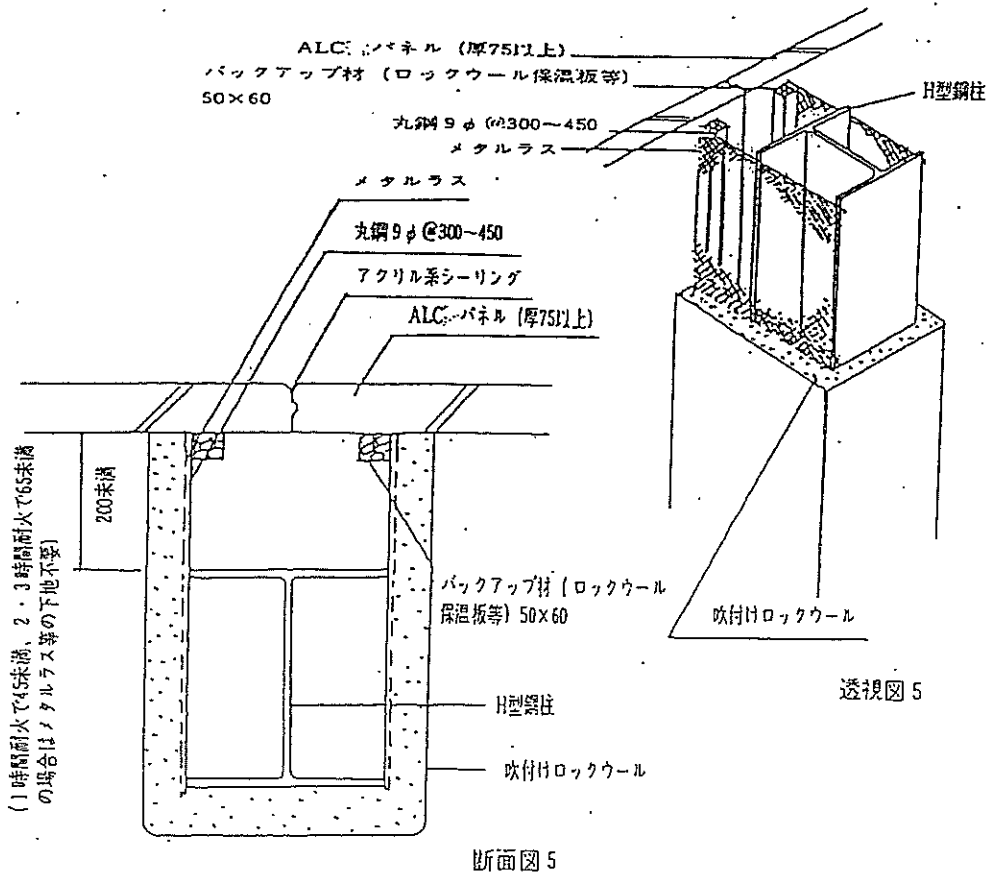 ALCパネル (厚75以上)
バックアップ材 (ロックウール保温板等)
50×60
丸鋼9φ@300~450
メタルラス
H型鋼柱
メタルラス
丸鋼9φ@300~450
アクリル系シーリング
ALCパネル (厚75以上)
200未満
(1時間耐火で45未満、2・3時間耐火で65未満
の場合はメタルラス等の下地不要)
バックアップ材 (ロックウール
保温板等) 50×60
H型鋼柱
吹付けロックウール
吹付けロックウール
透視図5
断面図5